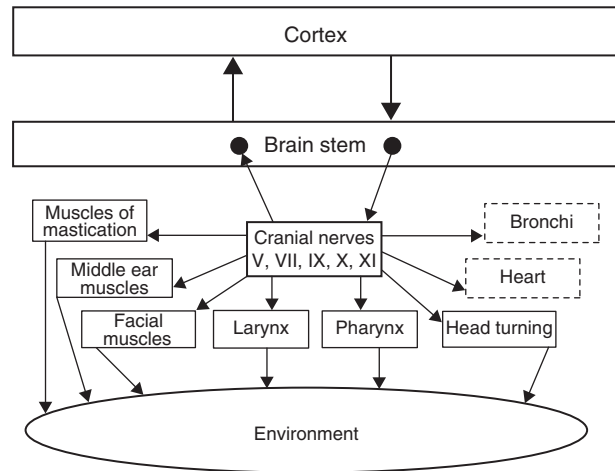 Cortex
Brain stem
Muscles of
mastication
Cranial nerves
V, VII, IX, X, XI
Bronchi
Middle ear
muscles
Heart
Facial
muscles
Larynx
Pharynx
Head turning
Environment